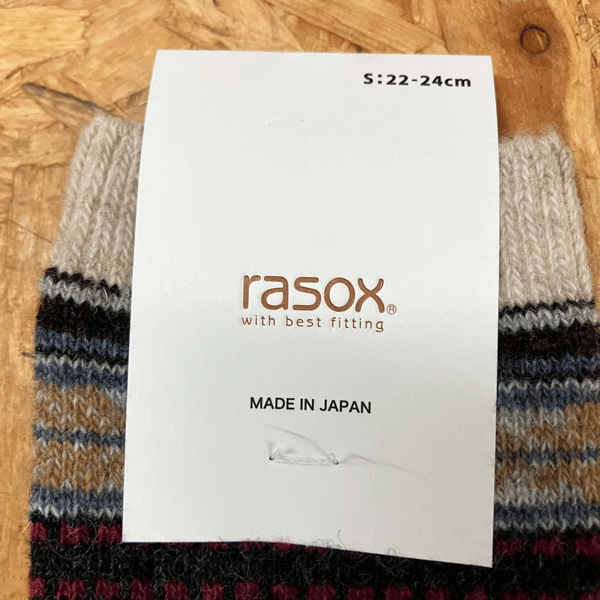 S:22-24cm
rasox®
with best fitting
MADE IN JAPAN